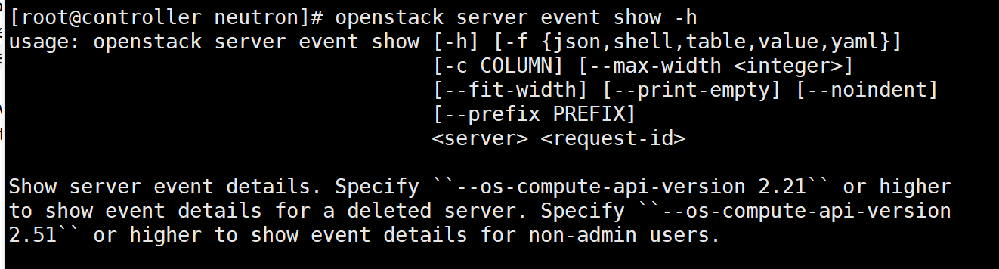 [root@controller neutron]# openstack server event show -h
usage: openstack server event show [-h] [-f {json,shell,table,value,yaml}]
[-c COLUMN] [--max-width <integer>]
[--fit-width] [--print-empty] [--noindent]
[--prefix PREFIX]
<server> <request-id>
Show server event details. Specify ``--os-compute-api-version 2.21`` or higher
to show event details for a deleted server. Specify ``--os-compute-api-version
2.51`` or higher to show event details for non-admin users.